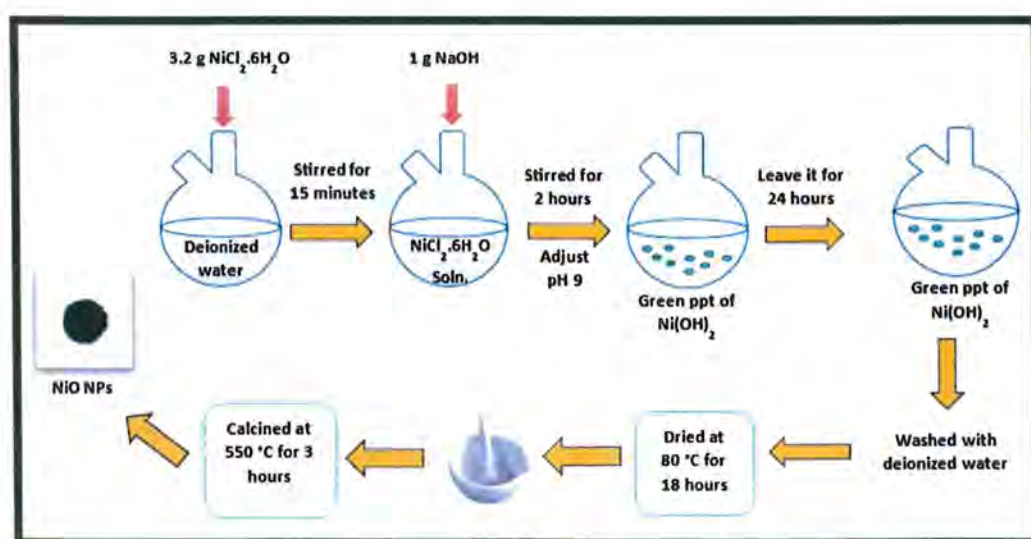 3.2 g NiCl₂.6H₂O
1 g NaOH
Stirred for
15 minutes
Stirred for
2 hours
Adjust
pH 9
Leave it for
24 hours
Deionized
water
NiCl₂.6H₂O
Soln.
Green ppt of
Ni(OH)₂
Green ppt of
Ni(OH)₂
Washed with
deionized water
Dried at
80 °C for
18 hours
Calcined at
550 °C for 3
hours
NiO NPs